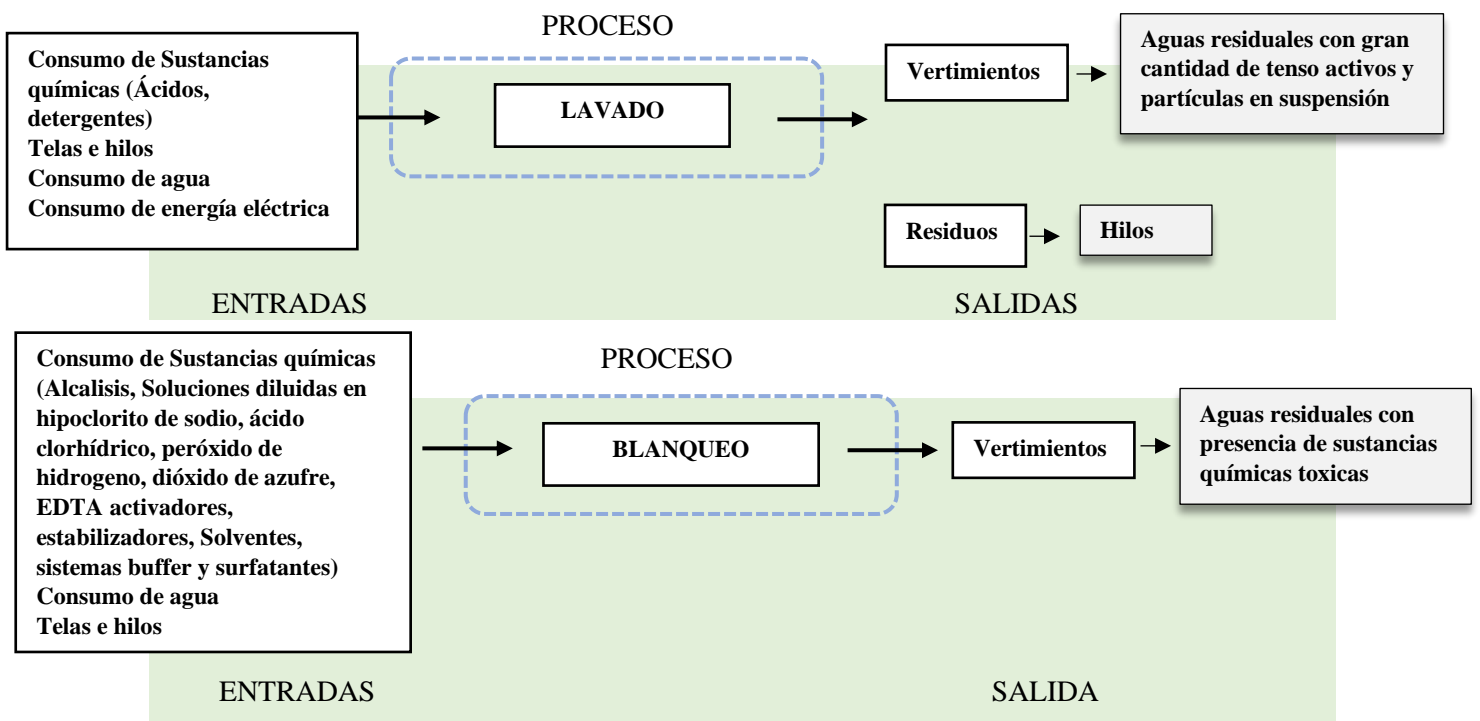 PROCESO
Consumo de Sustancias
químicas (Ácidos,
detergentes)
Telas e hilos
Consumo de agua
Consumo de energía eléctrica
LAVADO
Vertimientos
Aguas residuales con gran
cantidad de tenso activos y
partículas en suspensión
Residuos
Hilos
ENTRADAS
SALIDAS
PROCESO
Consumo de Sustancias químicas
(Alcalisis, Soluciones diluidas en
hipoclorito de sodio, ácido
clorhídrico, peróxido de
hidrogeno, dióxido de azufre,
EDTA activadores,
estabilizadores, Solventes,
sistemas buffer y surfatantes)
Consumo de agua
Telas e hilos
BLANQUEO
Vertimientos
Aguas residuales con
presencia de sustancias
químicas toxicas
ENTRADAS
SALIDA